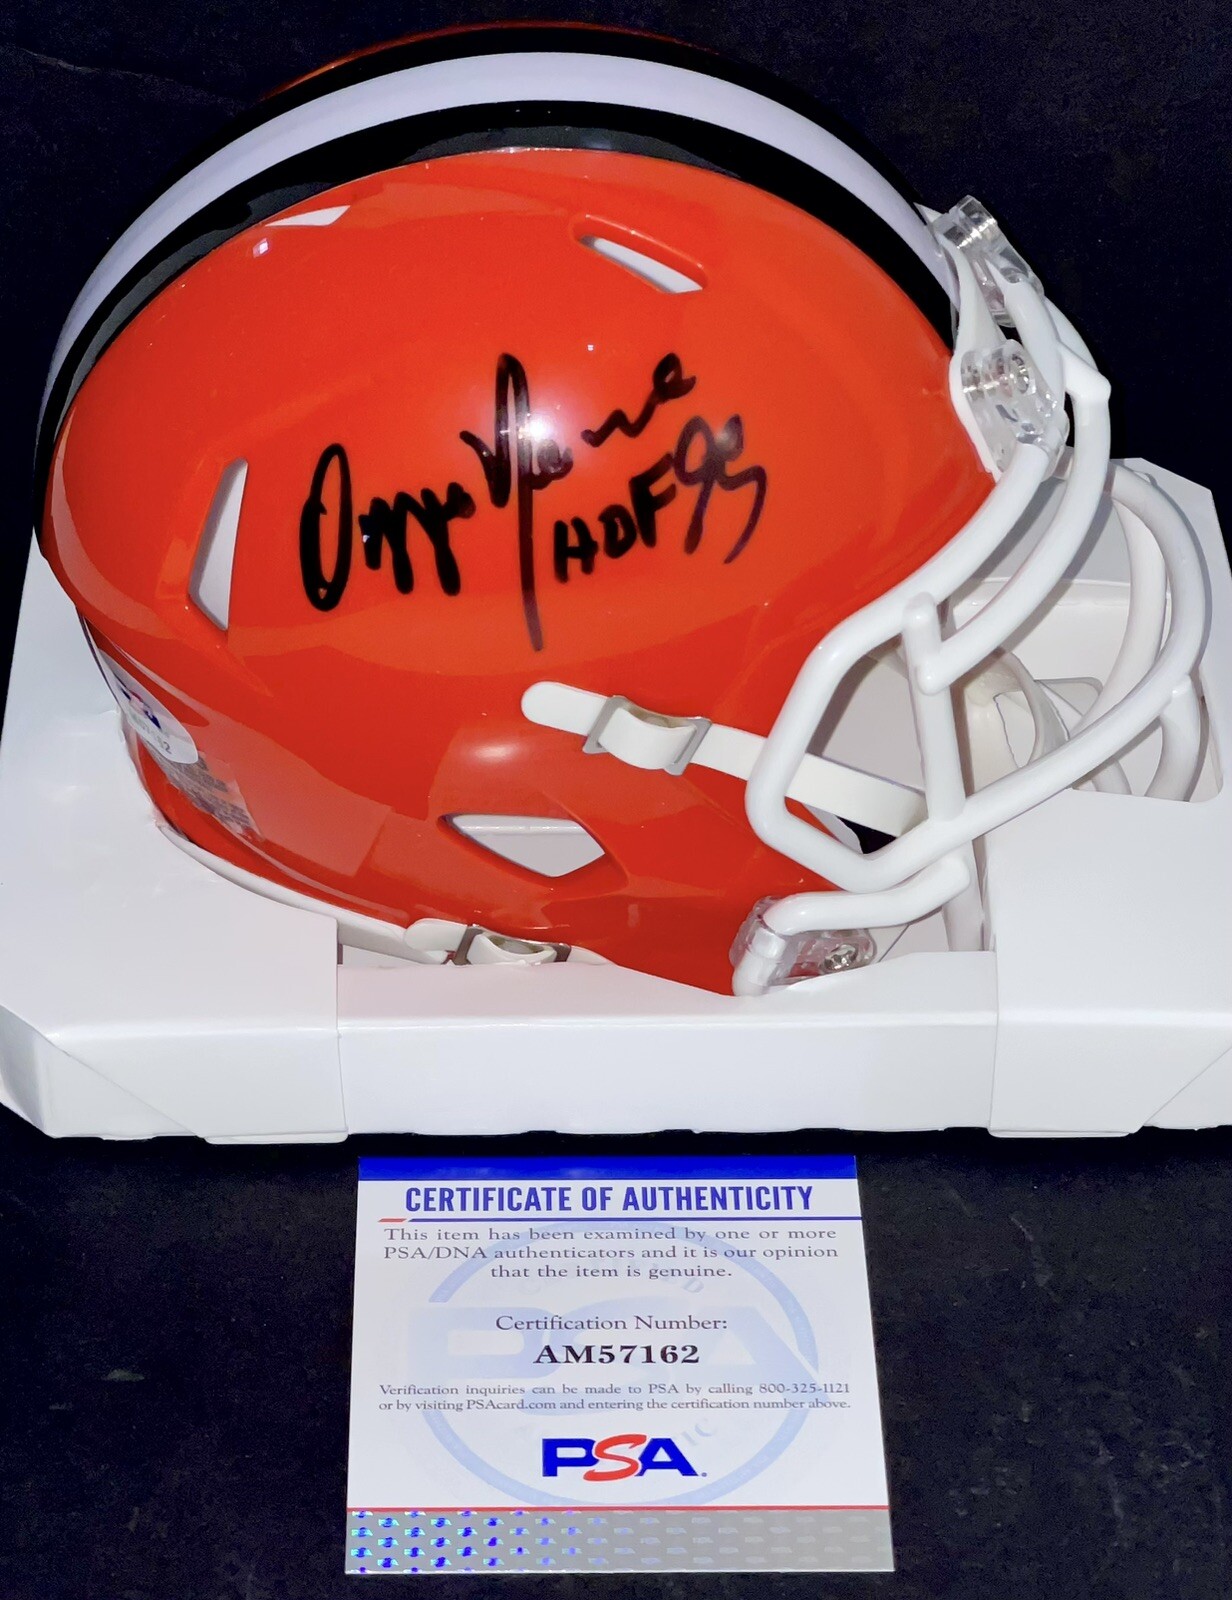 Ozzie Newsome
HOF 99
CERTIFICATE OF AUTHENTICITY
This item has been examined by one or more
PSA/DNA authenticators and it is our opinion
that the item is genuine.
Certification Number:
AM57162
Verification inquiries can be made to PSA by calling 800-325-1121
or by visiting PSAcard.com and entering the certification number above.
PSA